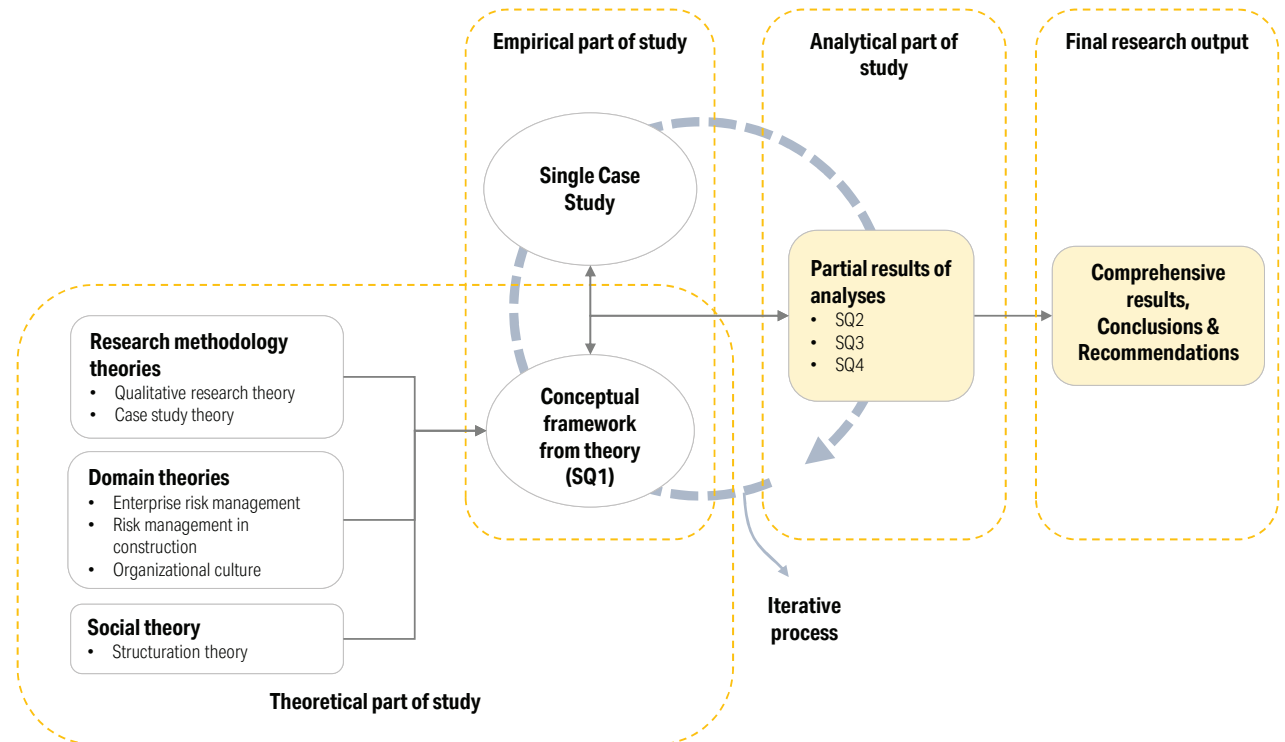 Empirical part of study
Analytical part of
study
Final research output
Single Case
Study
Research methodology
theories
• Qualitative research theory
• Case study theory
Domain theories
• Enterprise risk management
• Risk management in
construction
• Organizational culture
Social theory
• Structuration theory
Conceptual
framework
from theory
(SQ1)
Partial results of
analyses
• SQ2
• SQ3
• SQ4
Comprehensive
results,
Conclusions &
Recommendations
Iterative
process
Theoretical part of study